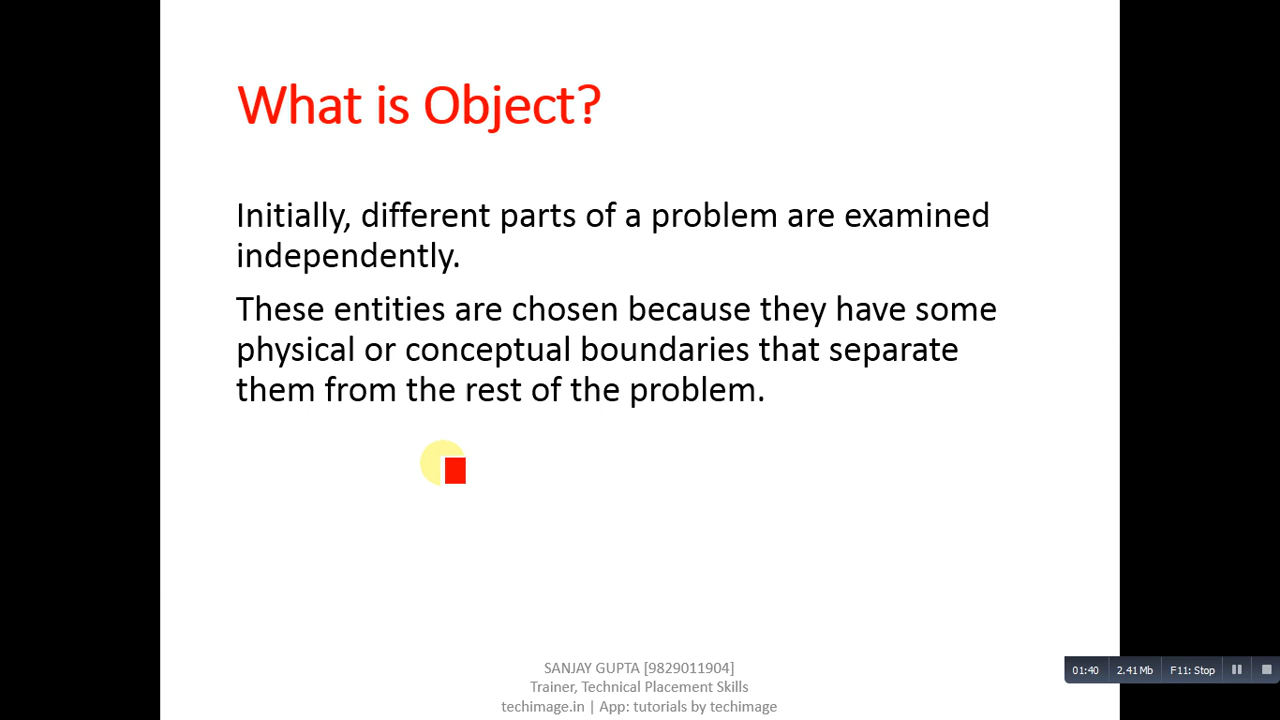 What is Object?
Initially, different parts of a problem are examined
independently.
These entities are chosen because they have some
physical or conceptual boundaries that separate
them from the rest of the problem.
SANJAY GUPTA [9829011904]
Trainer, Technical Placement Skills
techimage.in | App: tutorials by techimage
01:40 2.41 Mb F11: Stop